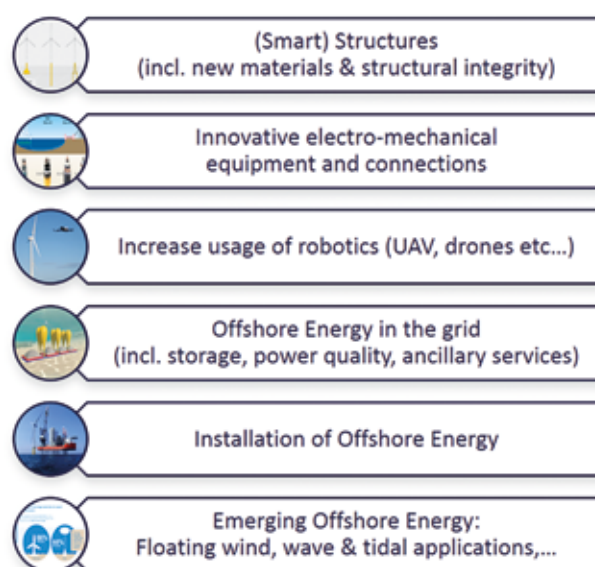 (Smart) Structures
(incl. new materials & structural integrity)
Innovative electro-mechanical
equipment and connections
Increase usage of robotics (UAV, drones etc...)
Offshore Energy in the grid
(incl. storage, power quality, ancillary services)
Installation of Offshore Energy
Emerging Offshore Energy:
Floating wind, wave & tidal applications,...